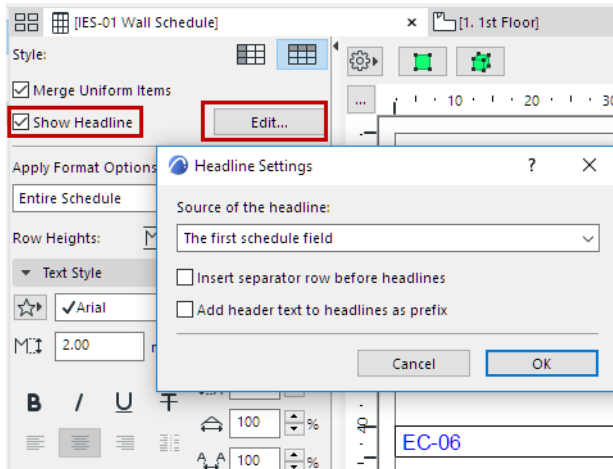 [IES-01 Wall Schedule]
[1. 1st Floor]
Style:
Merge Uniform Items
Show Headline
Edit...
...
10
20
30
Apply Format Options
Entire Schedule
Row Heights:
Text Style
Arial
2.00
B I U T
100 %
100 %
Headline Settings
?
Source of the headline:
The first schedule field
Insert separator row before headlines
Add header text to headlines as prefix
Cancel
OK
40
EC-06